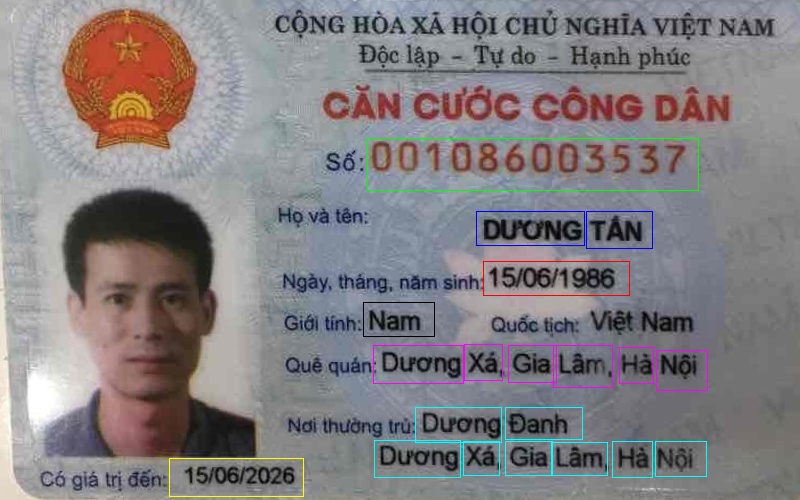 CỘNG HÒA XÃ HỘI CHỦ NGHĨA VIỆT NAM
Độc lập - Tự do - Hạnh phúc
CĂN CƯỚC CÔNG DÂN
Số: 001086003537
Họ và tên:
DƯƠNG TÂN
Ngày, tháng, năm sinh: 15/06/1986
Giới tính: Nam Quốc tịch: Việt Nam
Quê quán: Dương Xá, Gia Lâm, Hà Nội
Nơi thường trú: Dương Đanh
Dương Xá, Gia Lâm, Hà Nội
Có giá trị đến: 15/06/2026